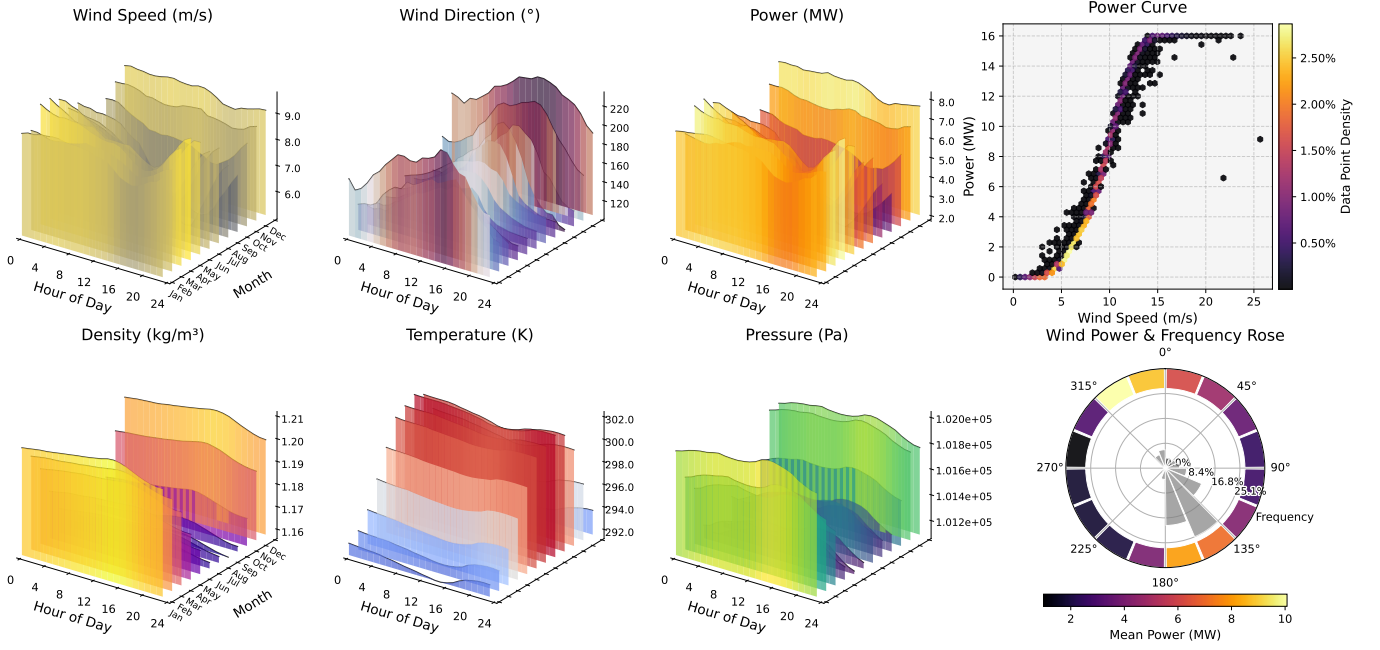 Wind Speed (m/s)
9.0
8.0
7.0
6.0
0
4
8
12
16
20
24
Hour of Day
Jan
Feb
Mar
Apr
May
Jun
Jul
Aug
Sep
Oct
Nov
Dec
Month
Wind Direction (°)
220
200
180
160
140
120
0
4
8
12
16
20
24
Hour of Day
Power (MW)
8.0
7.0
6.0
5.0
4.0
3.0
2.0
0
4
8
12
16
20
24
Hour of Day
Power Curve
Power (MW)
16
14
12
10
8
6
4
2
0
0
5
10
15
20
25
Wind Speed (m/s)
2.50%
2.00%
1.50%
1.00%
0.50%
Data Point Density
Density (kg/m³)
1.21
1.20
1.19
1.18
1.17
1.16
0
4
8
12
16
20
24
Hour of Day
Jan
Feb
Mar
Apr
May
Jun
Jul
Aug
Sep
Oct
Nov
Dec
Month
Temperature (K)
302.0
300.0
298.0
296.0
294.0
292.0
0
4
8
12
16
20
24
Hour of Day
Pressure (Pa)
1.020e+05
1.018e+05
1.016e+05
1.014e+05
1.012e+05
0
4
8
12
16
20
24
Hour of Day
Wind Power & Frequency Rose
0°
45°
90°
135°
180°
225°
270°
315°
8.4%
16.8%
25.1%
Frequency
2
4
6
8
10
Mean Power (MW)